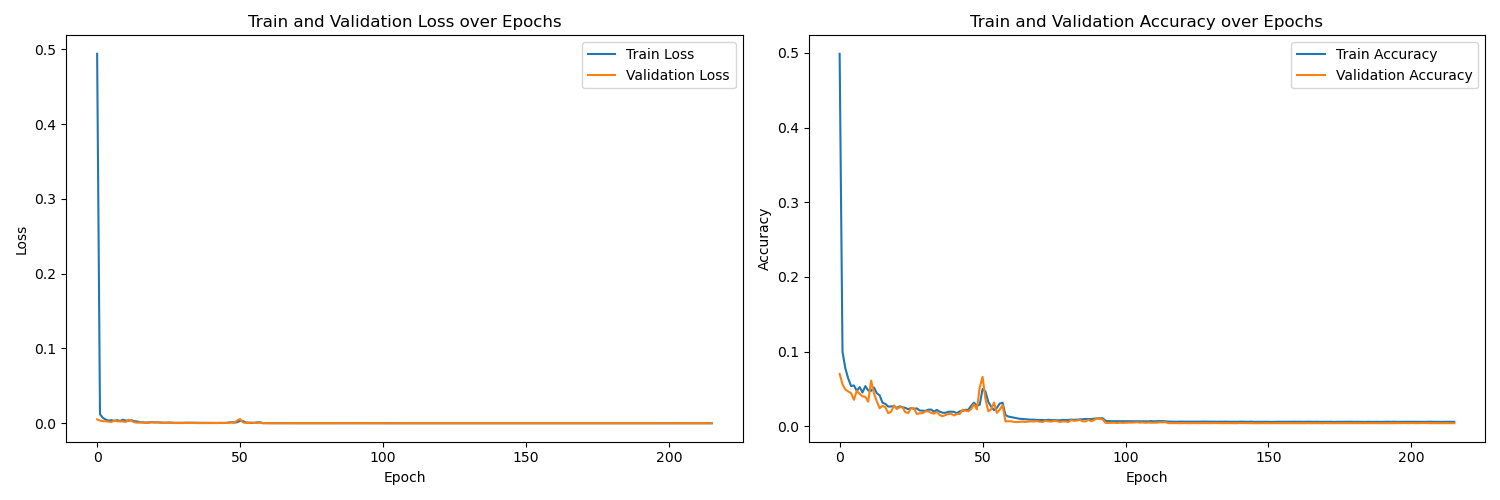 Train and Validation Loss over Epochs
0.5
0.4
0.3
0.2
0.1
0.0
Loss
0
50
100
150
200
Epoch
Train Loss
Validation Loss
Train and Validation Accuracy over Epochs
0.5
0.4
0.3
0.2
0.1
0.0
Accuracy
0
50
100
150
200
Epoch
Train Accuracy
Validation Accuracy